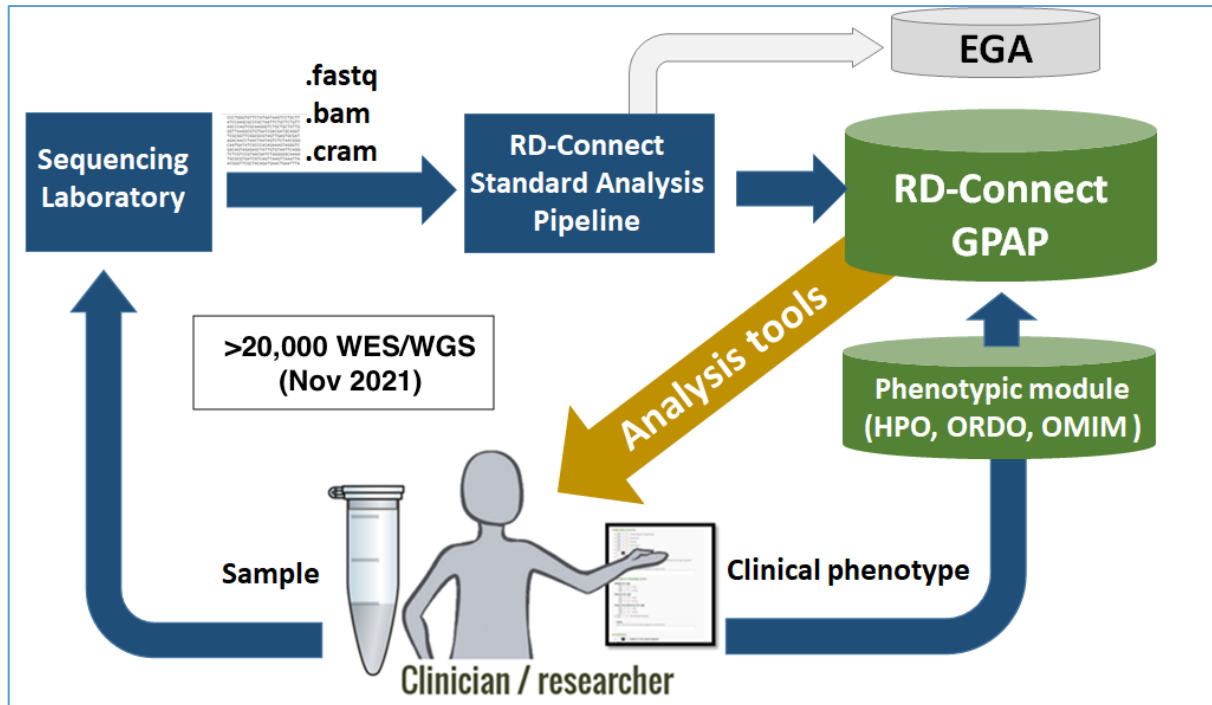 .fastq
.bam
.cram
EGA
Sequencing
Laboratory
RD-Connect
Standard Analysis
Pipeline
RD-Connect
GPAP
>20,000 WES/WGS
(Nov 2021)
Analysis tools
Phenotypic module
(HPO, ORDO, OMIM )
Sample
Clinical phenotype
Clinician / researcher